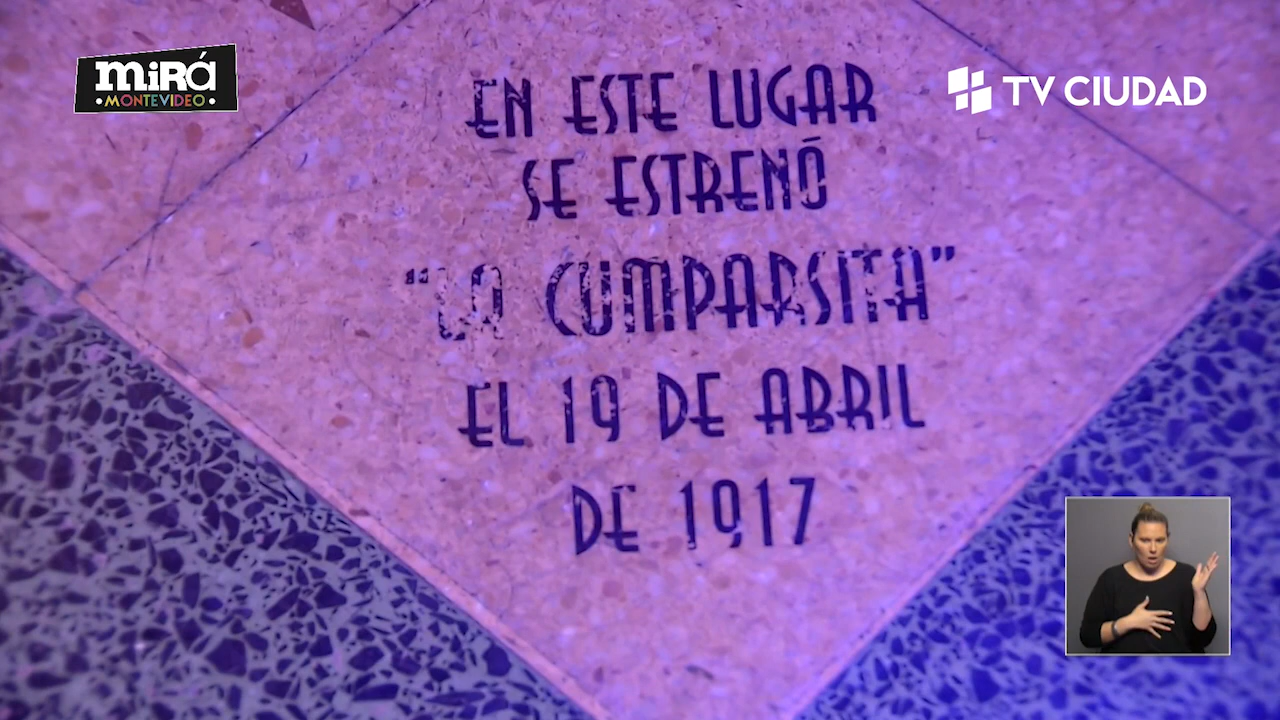 MiRÁ
•MONTEVIDEO•
TV CIUDAD
EN ESTE LUGAR
SE ESTRENÓ
“LA CUMPARSITA”
EL 19 DE ABRIL
DE 1917